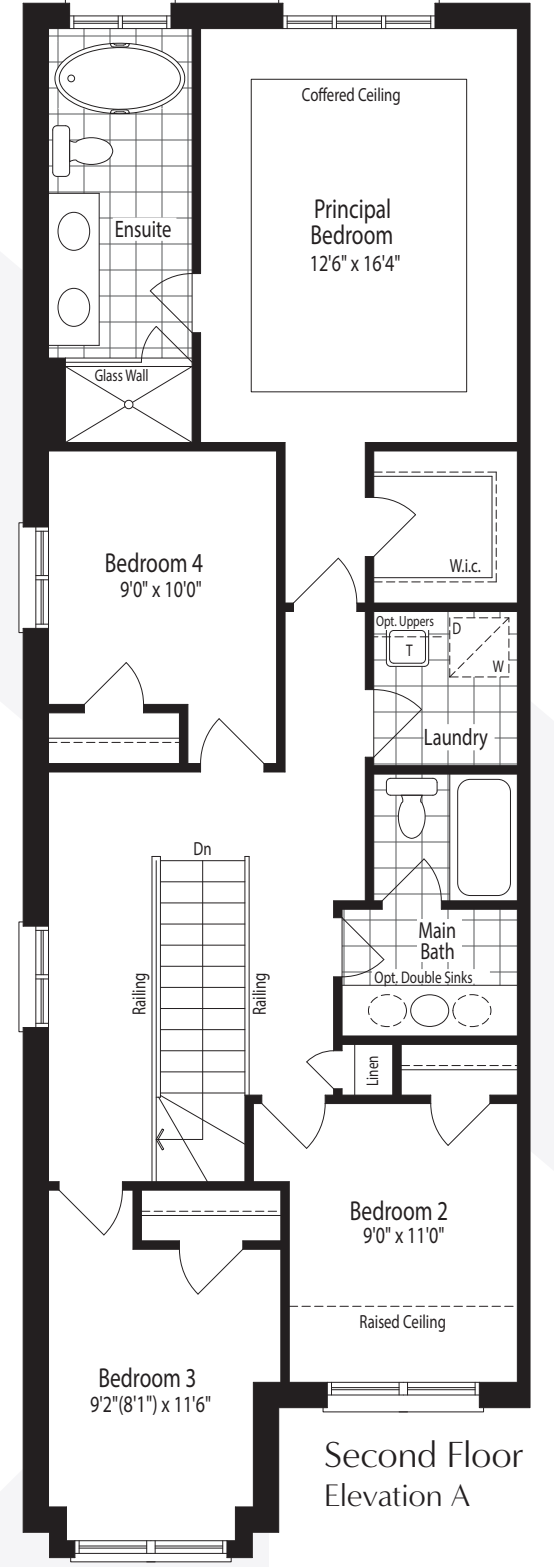 Coffered Ceiling
Principal
Bedroom
12'6" x 16'4"
Ensuite
Glass Wall
Bedroom 4
9'0" x 10'0"
W.i.c.
Opt. Uppers
D
T
W
Laundry
Dn
Main
Bath
Opt. Double Sinks
Railing
Railing
Linen
Bedroom 2
9'0" x 11'0"
Raised Ceiling
Bedroom 3
9'2"(8'1") x 11'6"
Second Floor
Elevation A